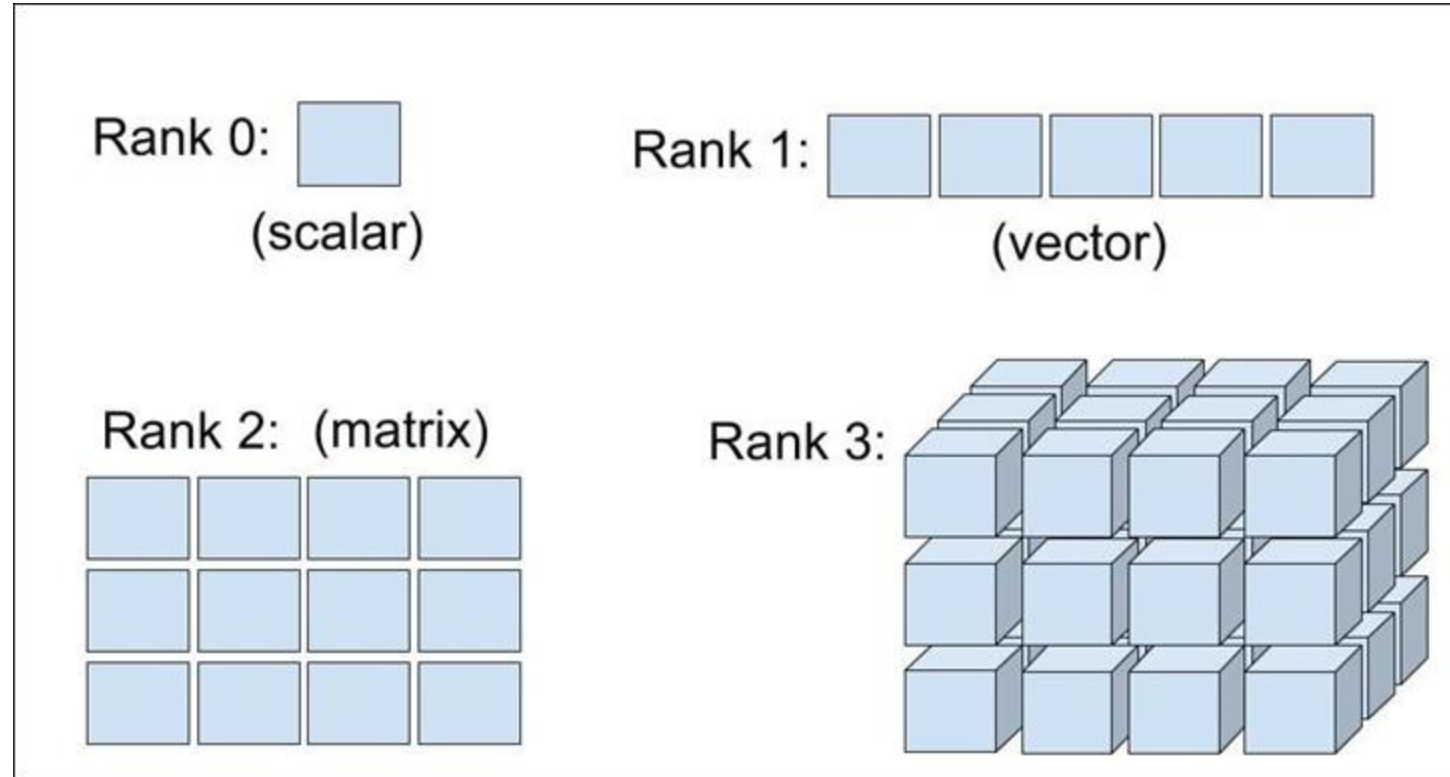 Rank 0:
(scalar)
Rank 1:
(vector)
Rank 2: (matrix)
Rank 3: